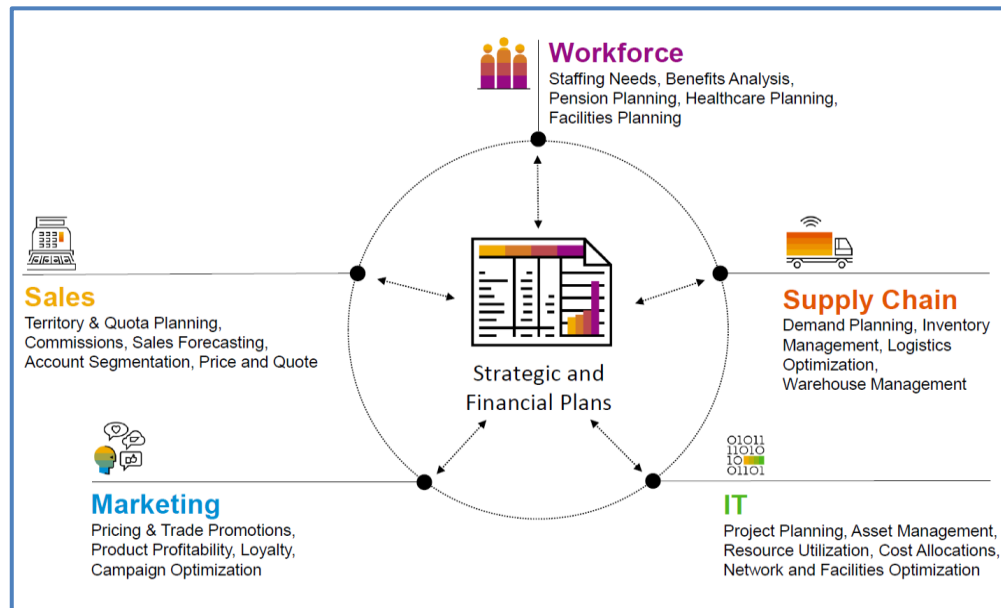 Workforce
Staffing Needs, Benefits Analysis,
Pension Planning, Healthcare Planning,
Facilities Planning
Sales
Territory & Quota Planning,
Commissions, Sales Forecasting,
Account Segmentation, Price and Quote
Supply Chain
Demand Planning, Inventory
Management, Logistics
Optimization,
Warehouse Management
Strategic and
Financial Plans
Marketing
Pricing & Trade Promotions,
Product Profitability, Loyalty,
Campaign Optimization
01011
11010
10
01101
IT
Project Planning, Asset Management,
Resource Utilization, Cost Allocations,
Network and Facilities Optimization